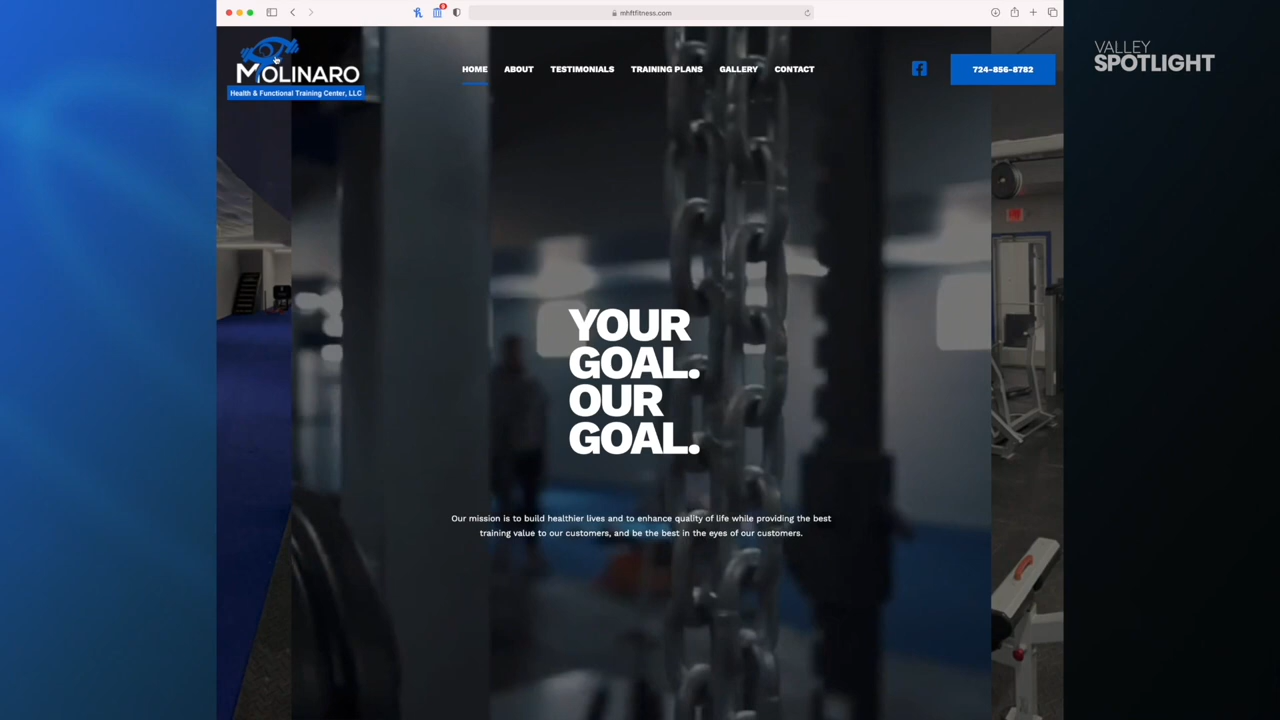 mhftfitness.com
VALLEY
SPOTLIGHT
MOLINARO
Health & Functional Training Center, LLC
HOME
ABOUT
TESTIMONIALS
TRAINING PLANS
GALLERY
CONTACT
724-856-8782
YOUR
GOAL.
OUR
GOAL.
Our mission is to build healthier lives and to enhance quality of life while providing the best
training value to our customers, and be the best in the eyes of our customers.